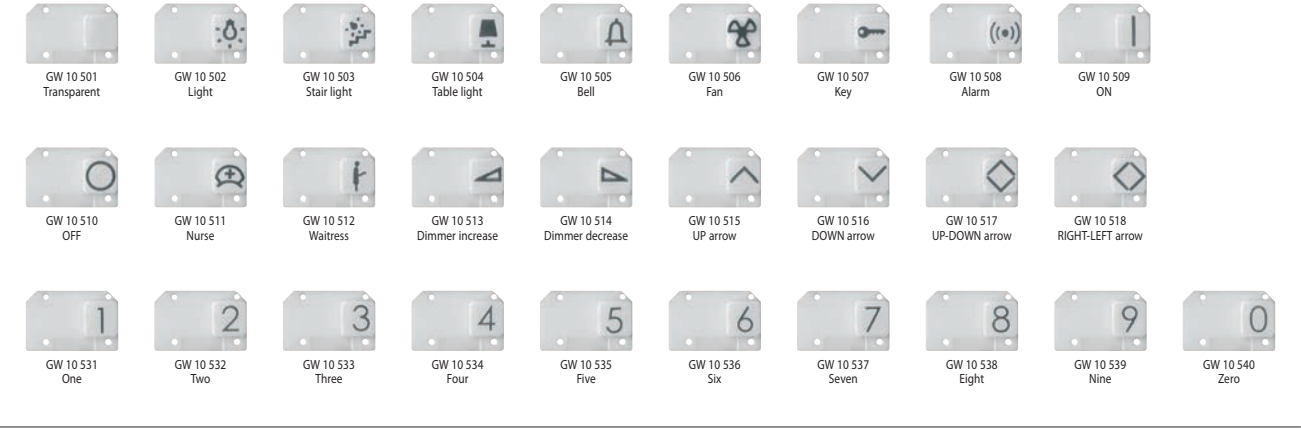 GW 10 501
Transparent
GW 10 502
Light
GW 10 503
Stair light
GW 10 504
Table light
GW 10 505
Bell
GW 10 506
Fan
GW 10 507
Key
GW 10 508
Alarm
GW 10 509
ON
GW 10 510
OFF
GW 10 511
Nurse
GW 10 512
Waitress
GW 10 513
Dimmer increase
GW 10 514
Dimmer decrease
GW 10 515
UP arrow
GW 10 516
DOWN arrow
GW 10 517
UP-DOWN arrow
GW 10 518
RIGHT-LEFT arrow
1
GW 10 531
One
2
GW 10 532
Two
3
GW 10 533
Three
4
GW 10 534
Four
5
GW 10 535
Five
6
GW 10 536
Six
7
GW 10 537
Seven
8
GW 10 538
Eight
9
GW 10 539
Nine
0
GW 10 540
Zero